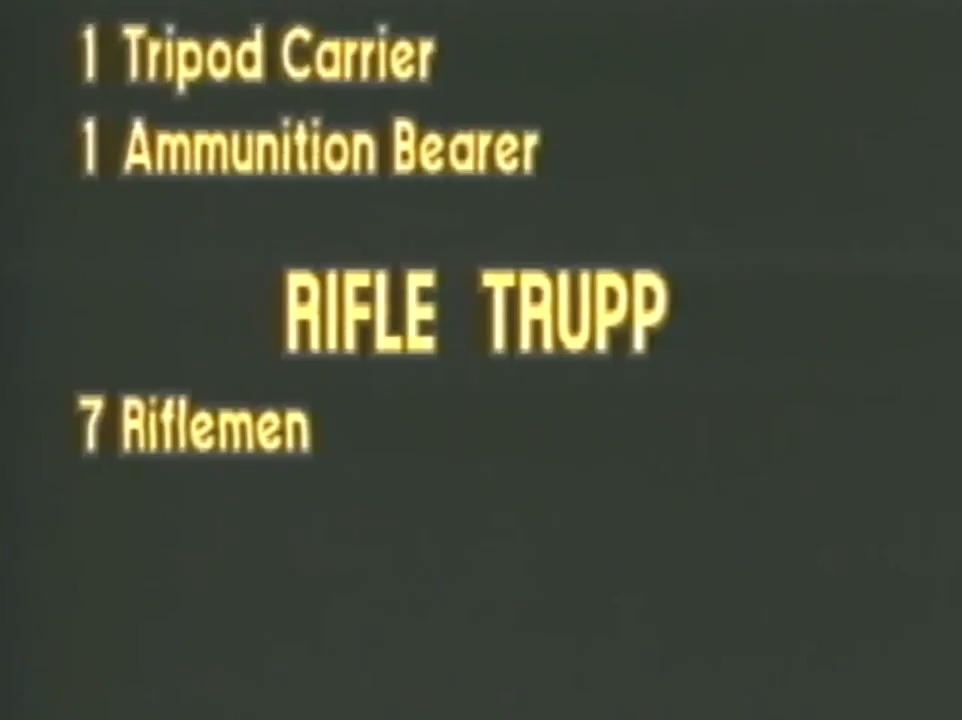 1 Tripod Carrier
1 Ammunition Bearer
RIFLE TRUPP
7 Riflemen